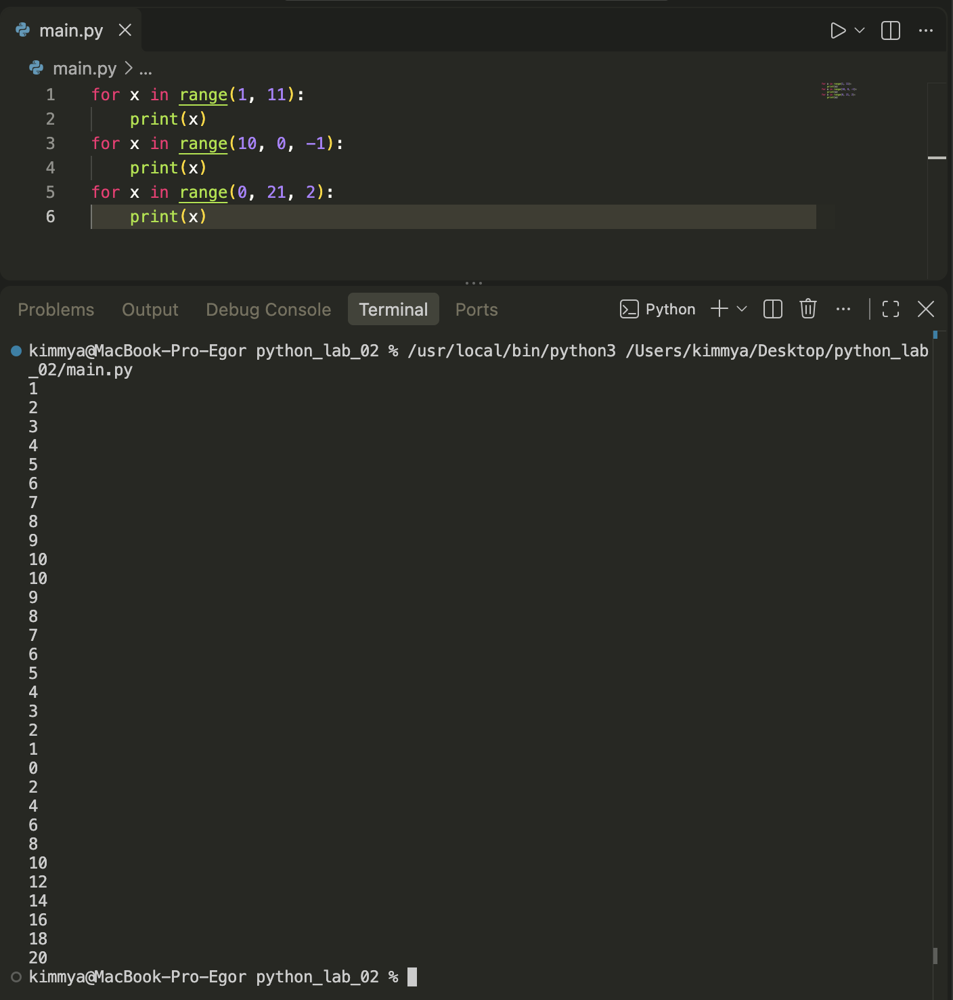 main.py
main.py > ...
1 for x in range(1, 11):
2     print(x)
3 for x in range(10, 0, -1):
4     print(x)
5 for x in range(0, 21, 2):
6     print(x)
Problems Output Debug Console Terminal Ports Python
kimmya@MacBook-Pro-Egor python_lab_02 % /usr/local/bin/python3 /Users/kimmya/Desktop/python_lab
_02/main.py
1
2
3
4
5
6
7
8
9
10
10
9
8
7
6
5
4
3
2
1
0
2
4
6
8
10
12
14
16
18
20
kimmya@MacBook-Pro-Egor python_lab_02 %